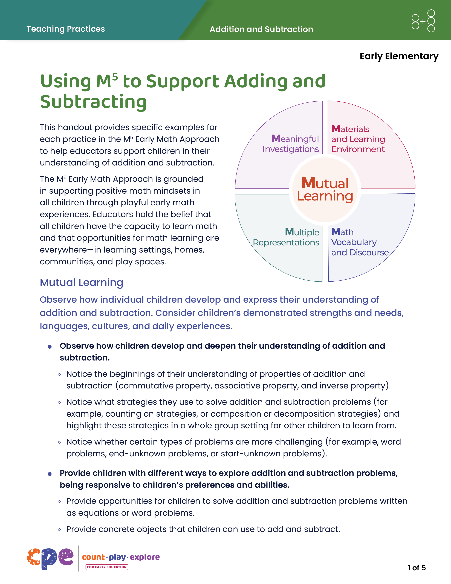 Teaching Practices
Addition and Subtraction
8+8
Early Elementary
Using M⁵ to Support Adding and
Subtracting
This handout provides specific examples for
each practice in the M⁵ Early Math Approach
to help educators support children in their
understanding of addition and subtraction.
The M⁵ Early Math Approach is grounded
in supporting positive math mindsets in
all children through playful early math
experiences. Educators hold the belief that
all children have the capacity to learn math
and that opportunities for math learning are
everywhere—in learning settings, homes,
communities, and play spaces.
Meaningful
Investigations
Materials
and Learning
Environment
Mutual
Learning
Multiple
Representations
Math
Vocabulary
and Discourse
Mutual Learning
Observe how individual children develop and express their understanding of
addition and subtraction. Consider children's demonstrated strengths and needs,
languages, cultures, and daily experiences.
• Observe how children develop and deepen their understanding of addition and
subtraction.
◦ Notice the beginnings of their understanding of properties of addition and
subtraction (commutative property, associative property, and inverse property)
◦ Notice what strategies they use to solve addition and subtraction problems (for
example, counting on strategies, or composition or decomposition strategies) and
highlight these strategies in a whole group setting for other children to learn from.
◦ Notice whether certain types of problems are more challenging (for example, word
problems, end-unknown problems, or start-unknown problems).
• Provide children with different ways to explore addition and subtraction problems,
being responsive to children's preferences and abilities.
◦ Provide opportunities for children to solve addition and subtraction problems written
as equations or word problems.
◦ Provide concrete objects that children can use to add and subtract.
cpe
count•play•explore
1 of 5